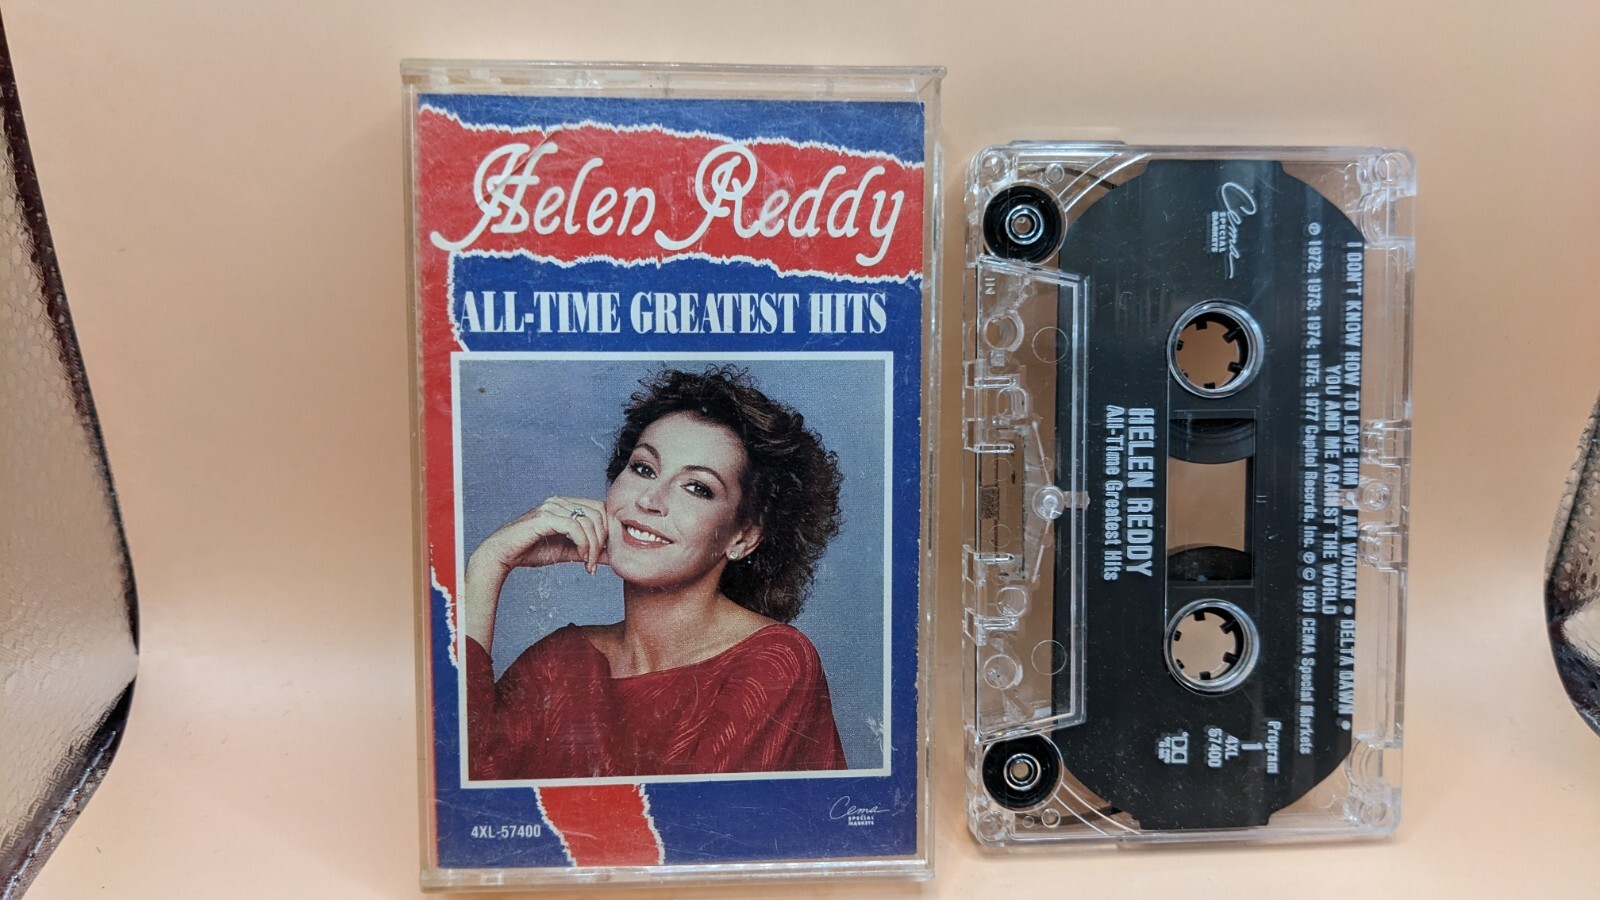 Helen Reddy
ALL-TIME GREATEST HITS
4XL-57400
Cema
SPECIAL
MARKETS
I DON'T KNOW HOW TO LOVE HIM • I AM WOMAN • DELTA DAWN •
YOU AND ME AGAINST THE WORLD
℗ 1972; 1973; 1974; 1975; 1977 Capitol Records, Inc. ℗ © 1991 CEMA Special Markets
Cema
SPECIAL
MARKETS
Program
1
4XL
57400
HELEN REDDY
All-Time Greatest Hits